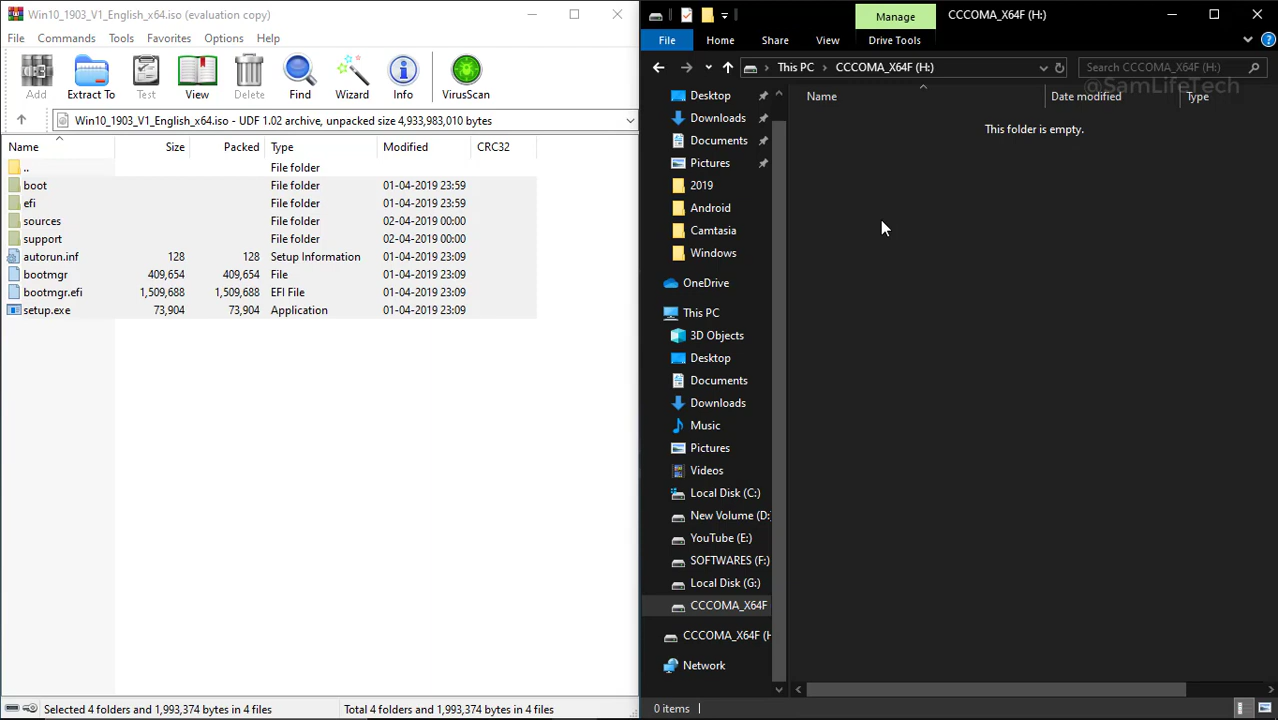 Win10_1903_V1_English_x64.iso (evaluation copy)
File Commands Tools Favorites Options Help
Add Extract To Test View Delete Find Wizard Info VirusScan
Win10_1903_V1_English_x64.iso - UDF 1.02 archive, unpacked size 4,933,983,010 bytes
Name Size Packed Type Modified CRC32
.. File folder
boot File folder 01-04-2019 23:59
efi File folder 01-04-2019 23:59
sources File folder 02-04-2019 00:00
support File folder 02-04-2019 00:00
autorun.inf 128 128 Setup Information 01-04-2019 23:09
bootmgr 409,654 409,654 File 01-04-2019 23:09
bootmgr.efi 1,509,688 1,509,688 EFI File 01-04-2019 23:09
setup.exe 73,904 73,904 Application 01-04-2019 23:09
Selected 4 folders and 1,993,374 bytes in 4 files Total 4 folders and 1,993,374 bytes in 4 files
Manage CCCOMA_X64F (H:)
File Home Share View Drive Tools
This PC CCCOMA_X64F (H:) Search CCCOMA_X64F (H:)
@SamLifeTech
Name Date modified Type
This folder is empty.
Desktop
Downloads
Documents
Pictures
2019
Android
Camtasia
Windows
OneDrive
This PC
3D Objects
Desktop
Documents
Downloads
Music
Pictures
Videos
Local Disk (C:)
New Volume (D:)
YouTube (E:)
SOFTWARES (F:)
Local Disk (G:)
CCCOMA_X64F
CCCOMA_X64F (H
Network
0 items